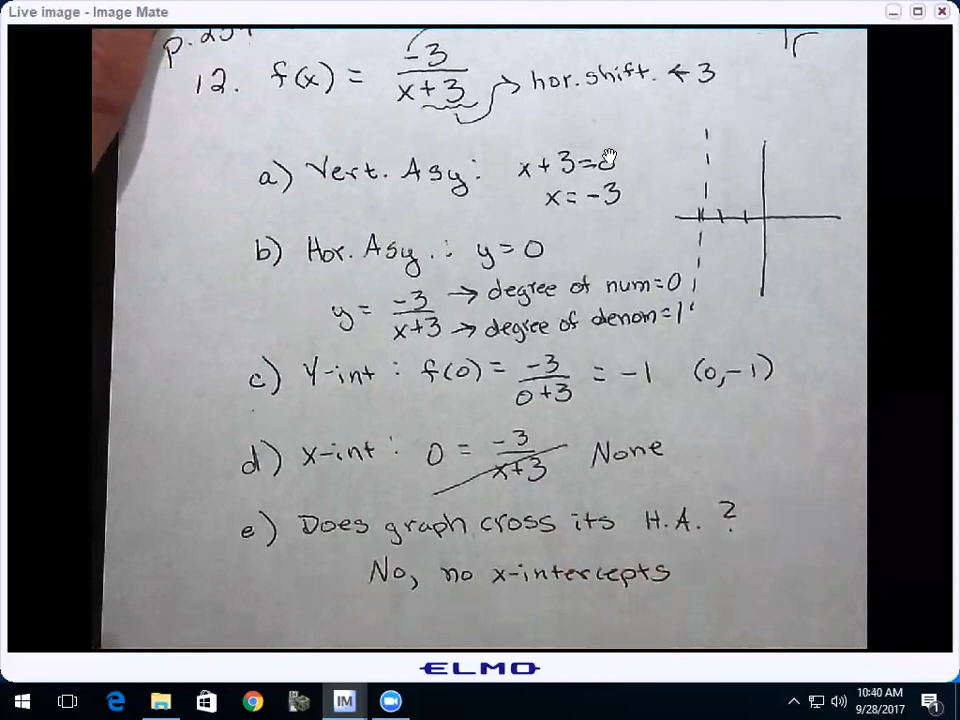 Live image - Image Mate
12. f(x) = -3/(x+3) → hor. shift. ← 3
a) Vert. Asy: x+3=0
x = -3
b) Hor. Asy.: y = 0
y = -3/(x+3) → degree of num=0
→ degree of denom=1
c) Y-int: f(0) = -3/(0+3) = -1 (0,-1)
d) x-int: 0 = -3/(x+3) None
e) Does graph cross its H.A.?
No, no x-intercepts
ELMO
IM
10:40 AM
9/28/2017
1